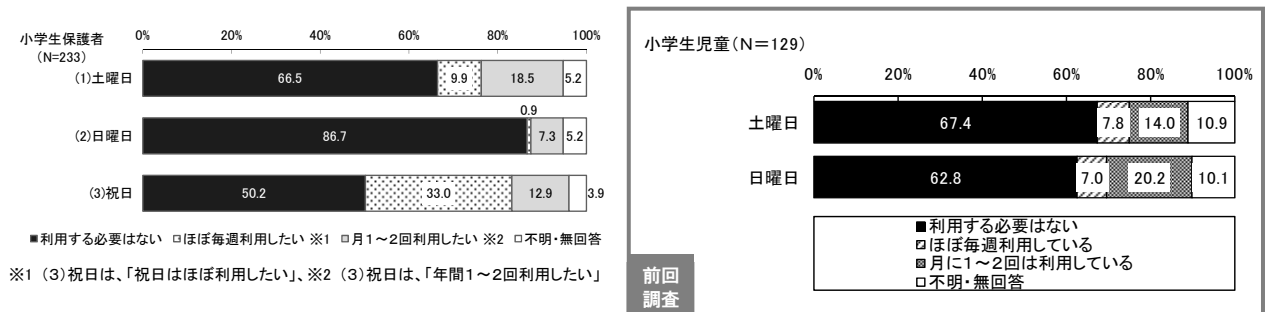 小学生保護者
(N=233)
0% 20% 40% 60% 80% 100%
(1)土曜日 66.5 9.9 18.5 5.2
0.9
(2)日曜日 86.7 7.3 5.2
(3)祝日 50.2 33.0 12.9 3.9
■利用する必要はない □ほぼ毎週利用したい ※1 □月1～2回利用したい ※2 □不明・無回答
※1 (3)祝日は、「祝日はほぼ利用したい」、※2 (3)祝日は、「年間1～2回利用したい」
小学生児童(N=129)
0% 20% 40% 60% 80% 100%
土曜日 67.4 7.8 14.0 10.9
日曜日 62.8 7.0 20.2 10.1
■利用する必要はない
ほぼ毎週利用している
月に1～2回は利用している
□不明・無回答
前回
調査